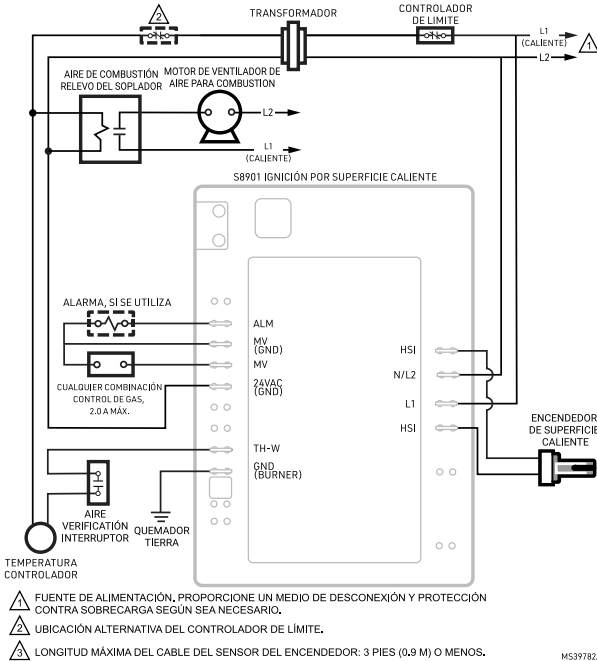 2
TRANSFORMADOR
CONTROLADOR
DE LIMITE
L1
(CALIENTE)
1
L2
AIRE DE COMBUSTIÓN
RELEVO DEL SOPLADOR
MOTOR DE VENTILADOR DE
AIRE PARA COMBUSTION
L2
L1
(CALIENTE)
S8901 IGNICIÓN POR SUPERFICIE CALIENTE
ALARMA, SI SE UTILIZA
ALM
MV
(GND)
MV
CUALQUIER COMBINACIÓN
CONTROL DE GAS,
2.0 A MÁX.
24VAC
(GND)
HSI
N/L2
L1
HSI
ENCENDEDOR
DE SUPERFICIE
CALIENTE
TH-W
GND
(BURNER)
AIRE
VERIFICATIÓN
INTERRUPTOR
QUEMADOR
TIERRA
TEMPERATURA
CONTROLADOR
1 FUENTE DE ALIMENTACIÓN. PROPORCIONE UN MEDIO DE DESCONEXIÓN Y PROTECCIÓN
CONTRA SOBRECARGA SEGÚN SEA NECESARIO.
2 UBICACIÓN ALTERNATIVA DEL CONTROLADOR DE LÍMITE.
3 LONGITUD MÁXIMA DEL CABLE DEL SENSOR DEL ENCENDEDOR: 3 PIES (0.9 M) O MENOS.